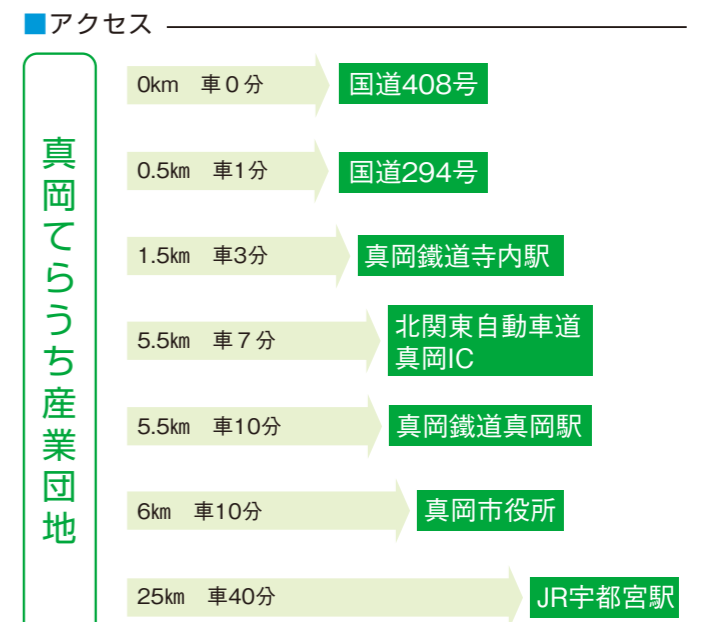 ■アクセス
真岡てらうち産業団地
0km 車0分 国道408号
0.5km 車1分 国道294号
1.5km 車3分 真岡鐵道寺内駅
5.5km 車7分 北関東自動車道
真岡IC
5.5km 車10分 真岡鐵道真岡駅
6km 車10分 真岡市役所
25km 車40分 JR宇都宮駅